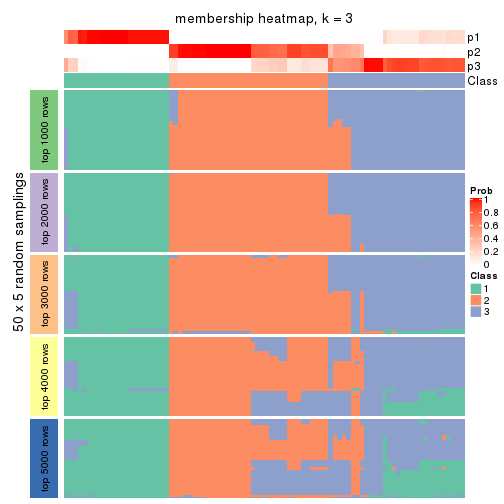 membership heatmap, k = 3
p1
p2
p3
Class
50 x 5 random samplings
top 1000 rows
top 2000 rows
top 3000 rows
top 4000 rows
top 5000 rows
Prob
1
0.8
0.6
0.4
0.2
0
Class
1
2
3